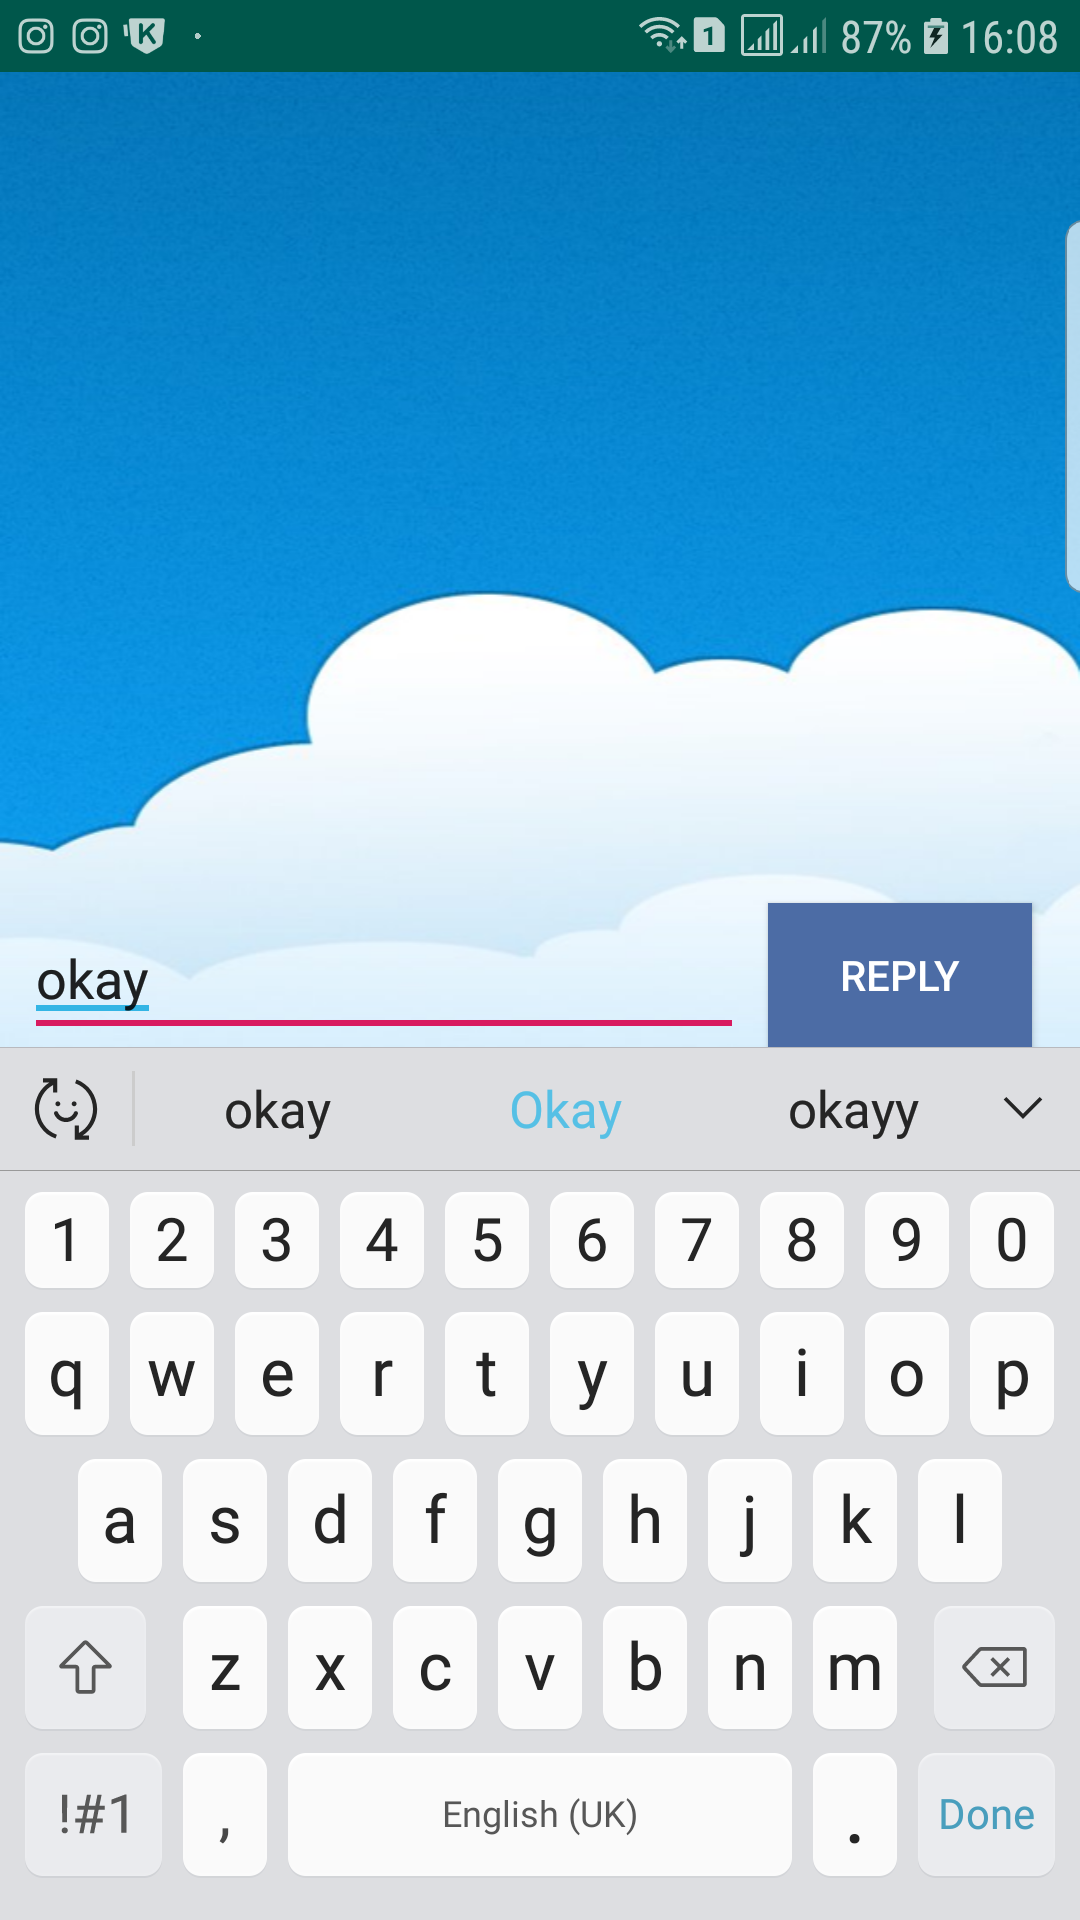 K 1 87% 16:08
okay
REPLY
okay Okay okayy
1 2 3 4 5 6 7 8 9 0
q w e r t y u i o p
a s d f g h j k l
z x c v b n m
!#1 , English (UK) . Done